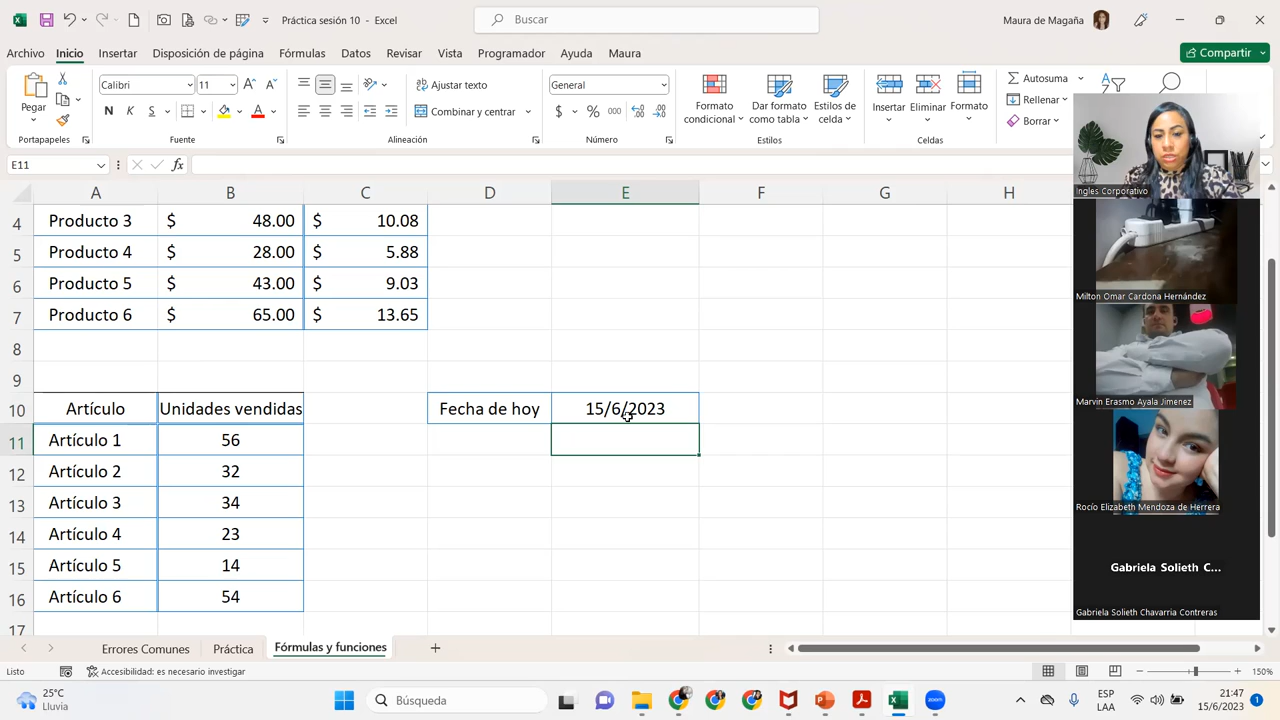 Práctica sesión 10 - Excel
Buscar
Maura de Magaña
Archivo Inicio Insertar Disposición de página Fórmulas Datos Revisar Vista Programador Ayuda Maura
Compartir
Pegar
Calibri 11
N K S
Ajustar texto
Combinar y centrar
General
$ % 000
Formato condicional
Dar formato como tabla
Estilos de celda
Insertar Eliminar Formato
Autosuma
Rellenar
Borrar
Portapapeles Fuente Alineación Número Estilos Celdas
E11 fx
A B C D E F G H
4 Producto 3 $ 48.00 $ 10.08
5 Producto 4 $ 28.00 $ 5.88
6 Producto 5 $ 43.00 $ 9.03
7 Producto 6 $ 65.00 $ 13.65
8
9
10 Artículo Unidades vendidas Fecha de hoy 15/6/2023
11 Artículo 1 56
12 Artículo 2 32
13 Artículo 3 34
14 Artículo 4 23
15 Artículo 5 14
16 Artículo 6 54
17
Ingles Corporativo
Milton Omar Cardona Hernández
Marvin Erasmo Ayala Jimenez
Rocío Elizabeth Mendoza de Herrera
Gabriela Solieth C...
Gabriela Solieth Chavarria Contreras
Errores Comunes Práctica Fórmulas y funciones
Listo Accesibilidad: es necesario investigar 150%
25°C
Lluvia
Búsqueda
ESP
LAA
21:47
15/6/2023
1